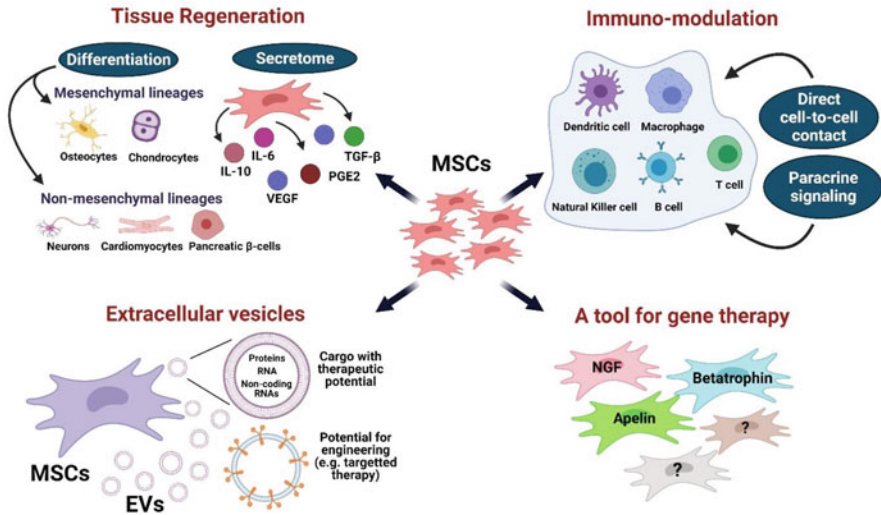 Tissue Regeneration
Differentiation
Secretome
Mesenchymal lineages
Osteocytes
Chondrocytes
Non-mesenchymal lineages
Neurons
Cardiomyocytes
Pancreatic β-cells
IL-10
IL-6
VEGF
PGE2
TGF-β
MSCs
Immuno-modulation
Dendritic cell
Macrophage
Natural Killer cell
B cell
T cell
Direct
cell-to-cell
contact
Paracrine
signaling
Extracellular vesicles
Proteins
RNA
Non-coding
RNAs
Cargo with
therapeutic
potential
Potential for
engineering
(e.g. targetted
therapy)
MSCs
EVs
A tool for gene therapy
NGF
Betatrophin
Apelin
?
?